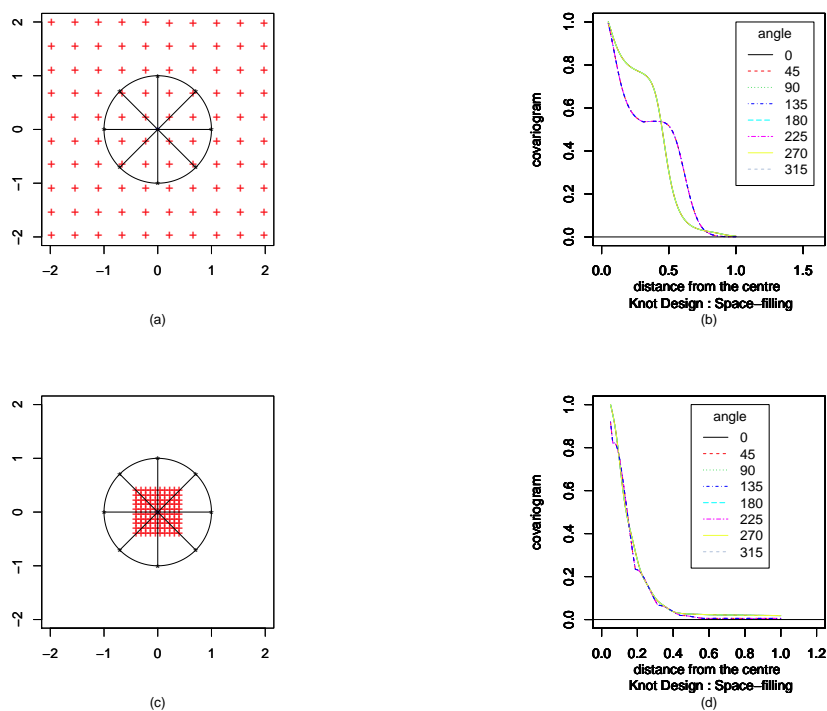 2
1
0
−1
−2
−2 −1 0 1 2
(a)
covariogram
1.0
0.8
0.6
0.4
0.2
0.0
angle
0
45
90
135
180
225
270
315
0.0 0.5 1.0 1.5
distance from the centre
Knot Design : Space−filling
(b)
2
1
0
−1
−2
−2 −1 0 1 2
(c)
covariogram
1.0
0.8
0.6
0.4
0.2
0.0
angle
0
45
90
135
180
225
270
315
0.0 0.2 0.4 0.6 0.8 1.0 1.2
distance from the centre
Knot Design : Space−filling
(d)